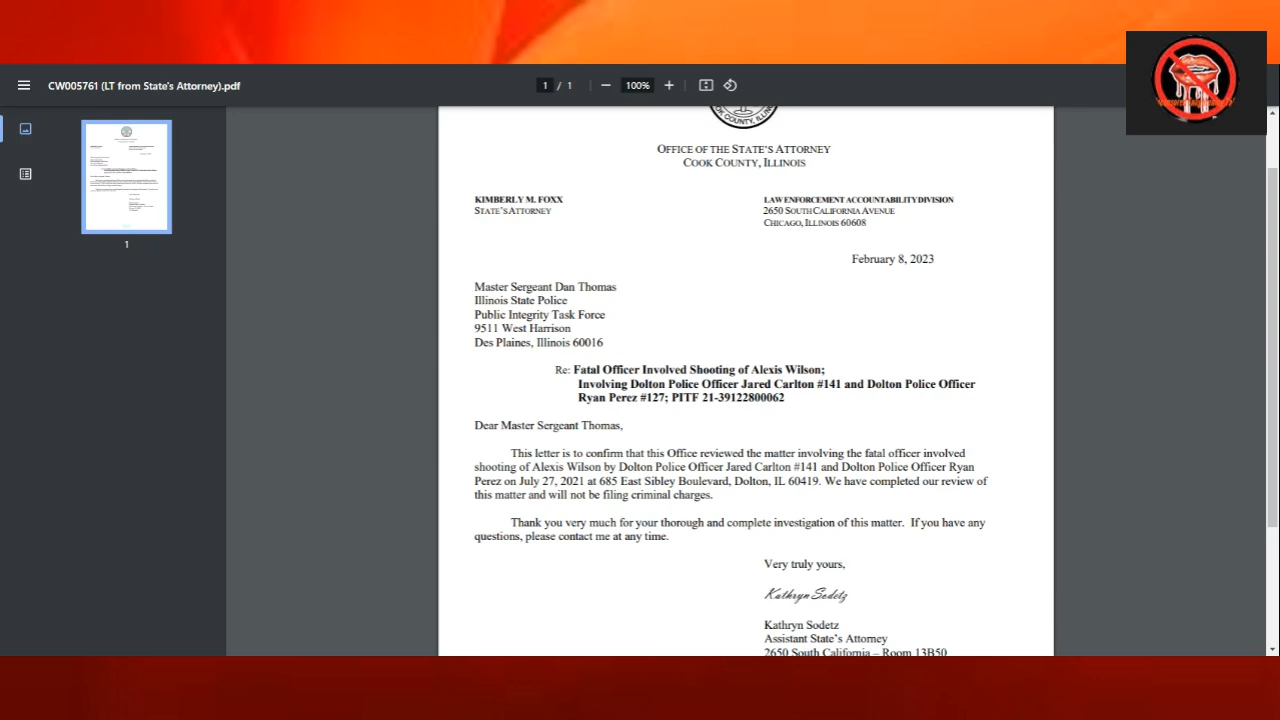 CW005761 (LT from State's Attorney).pdf
1 / 1
100%
1
OK COUNTY, ILLIN
OFFICE OF THE STATE'S ATTORNEY
COOK COUNTY, ILLINOIS
KIMBERLY M. FOXX
STATE'S ATTORNEY
LAW ENFORCEMENT ACCOUNTABILITY DIVISION
2650 SOUTH CALIFORNIA AVENUE
CHICAGO, ILLINOIS 60608
February 8, 2023
Master Sergeant Dan Thomas
Illinois State Police
Public Integrity Task Force
9511 West Harrison
Des Plaines, Illinois 60016
Re: Fatal Officer Involved Shooting of Alexis Wilson;
Involving Dolton Police Officer Jared Carlton #141 and Dolton Police Officer
Ryan Perez #127; PITF 21-39122800062
Dear Master Sergeant Thomas,
This letter is to confirm that this Office reviewed the matter involving the fatal officer involved
shooting of Alexis Wilson by Dolton Police Officer Jared Carlton #141 and Dolton Police Officer Ryan
Perez on July 27, 2021 at 685 East Sibley Boulevard, Dolton, IL 60419. We have completed our review of
this matter and will not be filing criminal charges.
Thank you very much for your thorough and complete investigation of this matter. If you have any
questions, please contact me at any time.
Very truly yours,
Kathryn Sodetz
Kathryn Sodetz
Assistant State's Attorney
2650 South California – Room 13B50